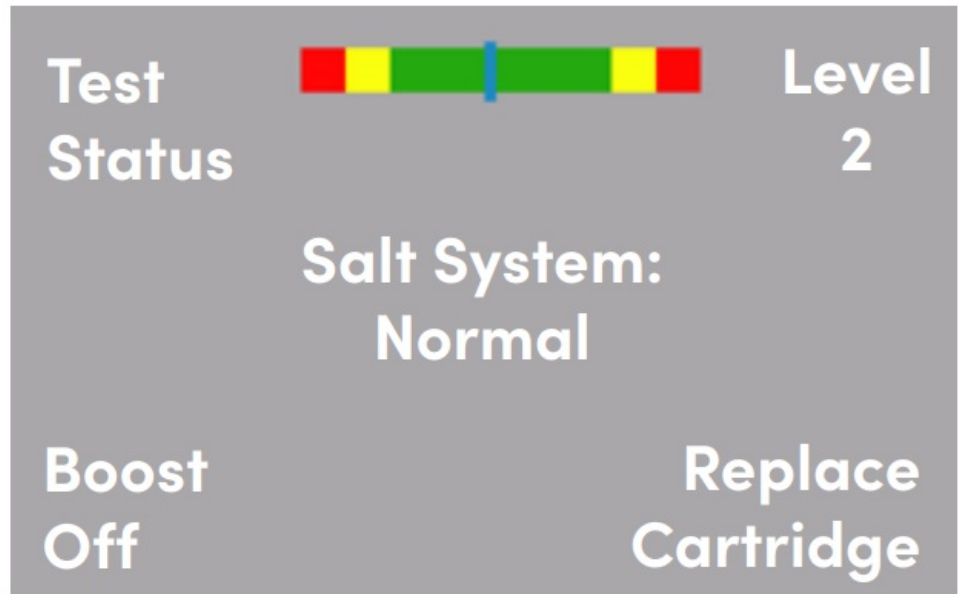 Test
Status
Level
2
Salt System:
Normal
Boost
Off
Replace
Cartridge